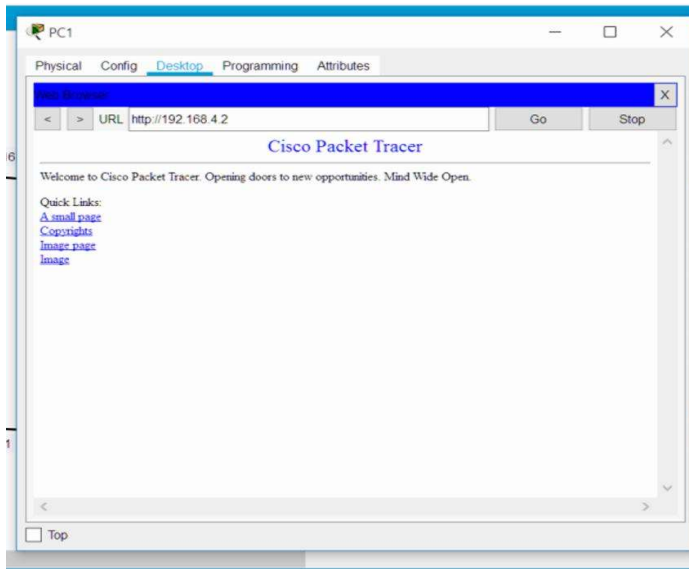 PC1
Physical Config Desktop Programming Attributes
Web Browser
X
< > URL http://192.168.4.2 Go Stop
Cisco Packet Tracer
Welcome to Cisco Packet Tracer. Opening doors to new opportunities. Mind Wide Open.
Quick Links:
A small page
Copyrights
Image page
Image
Top